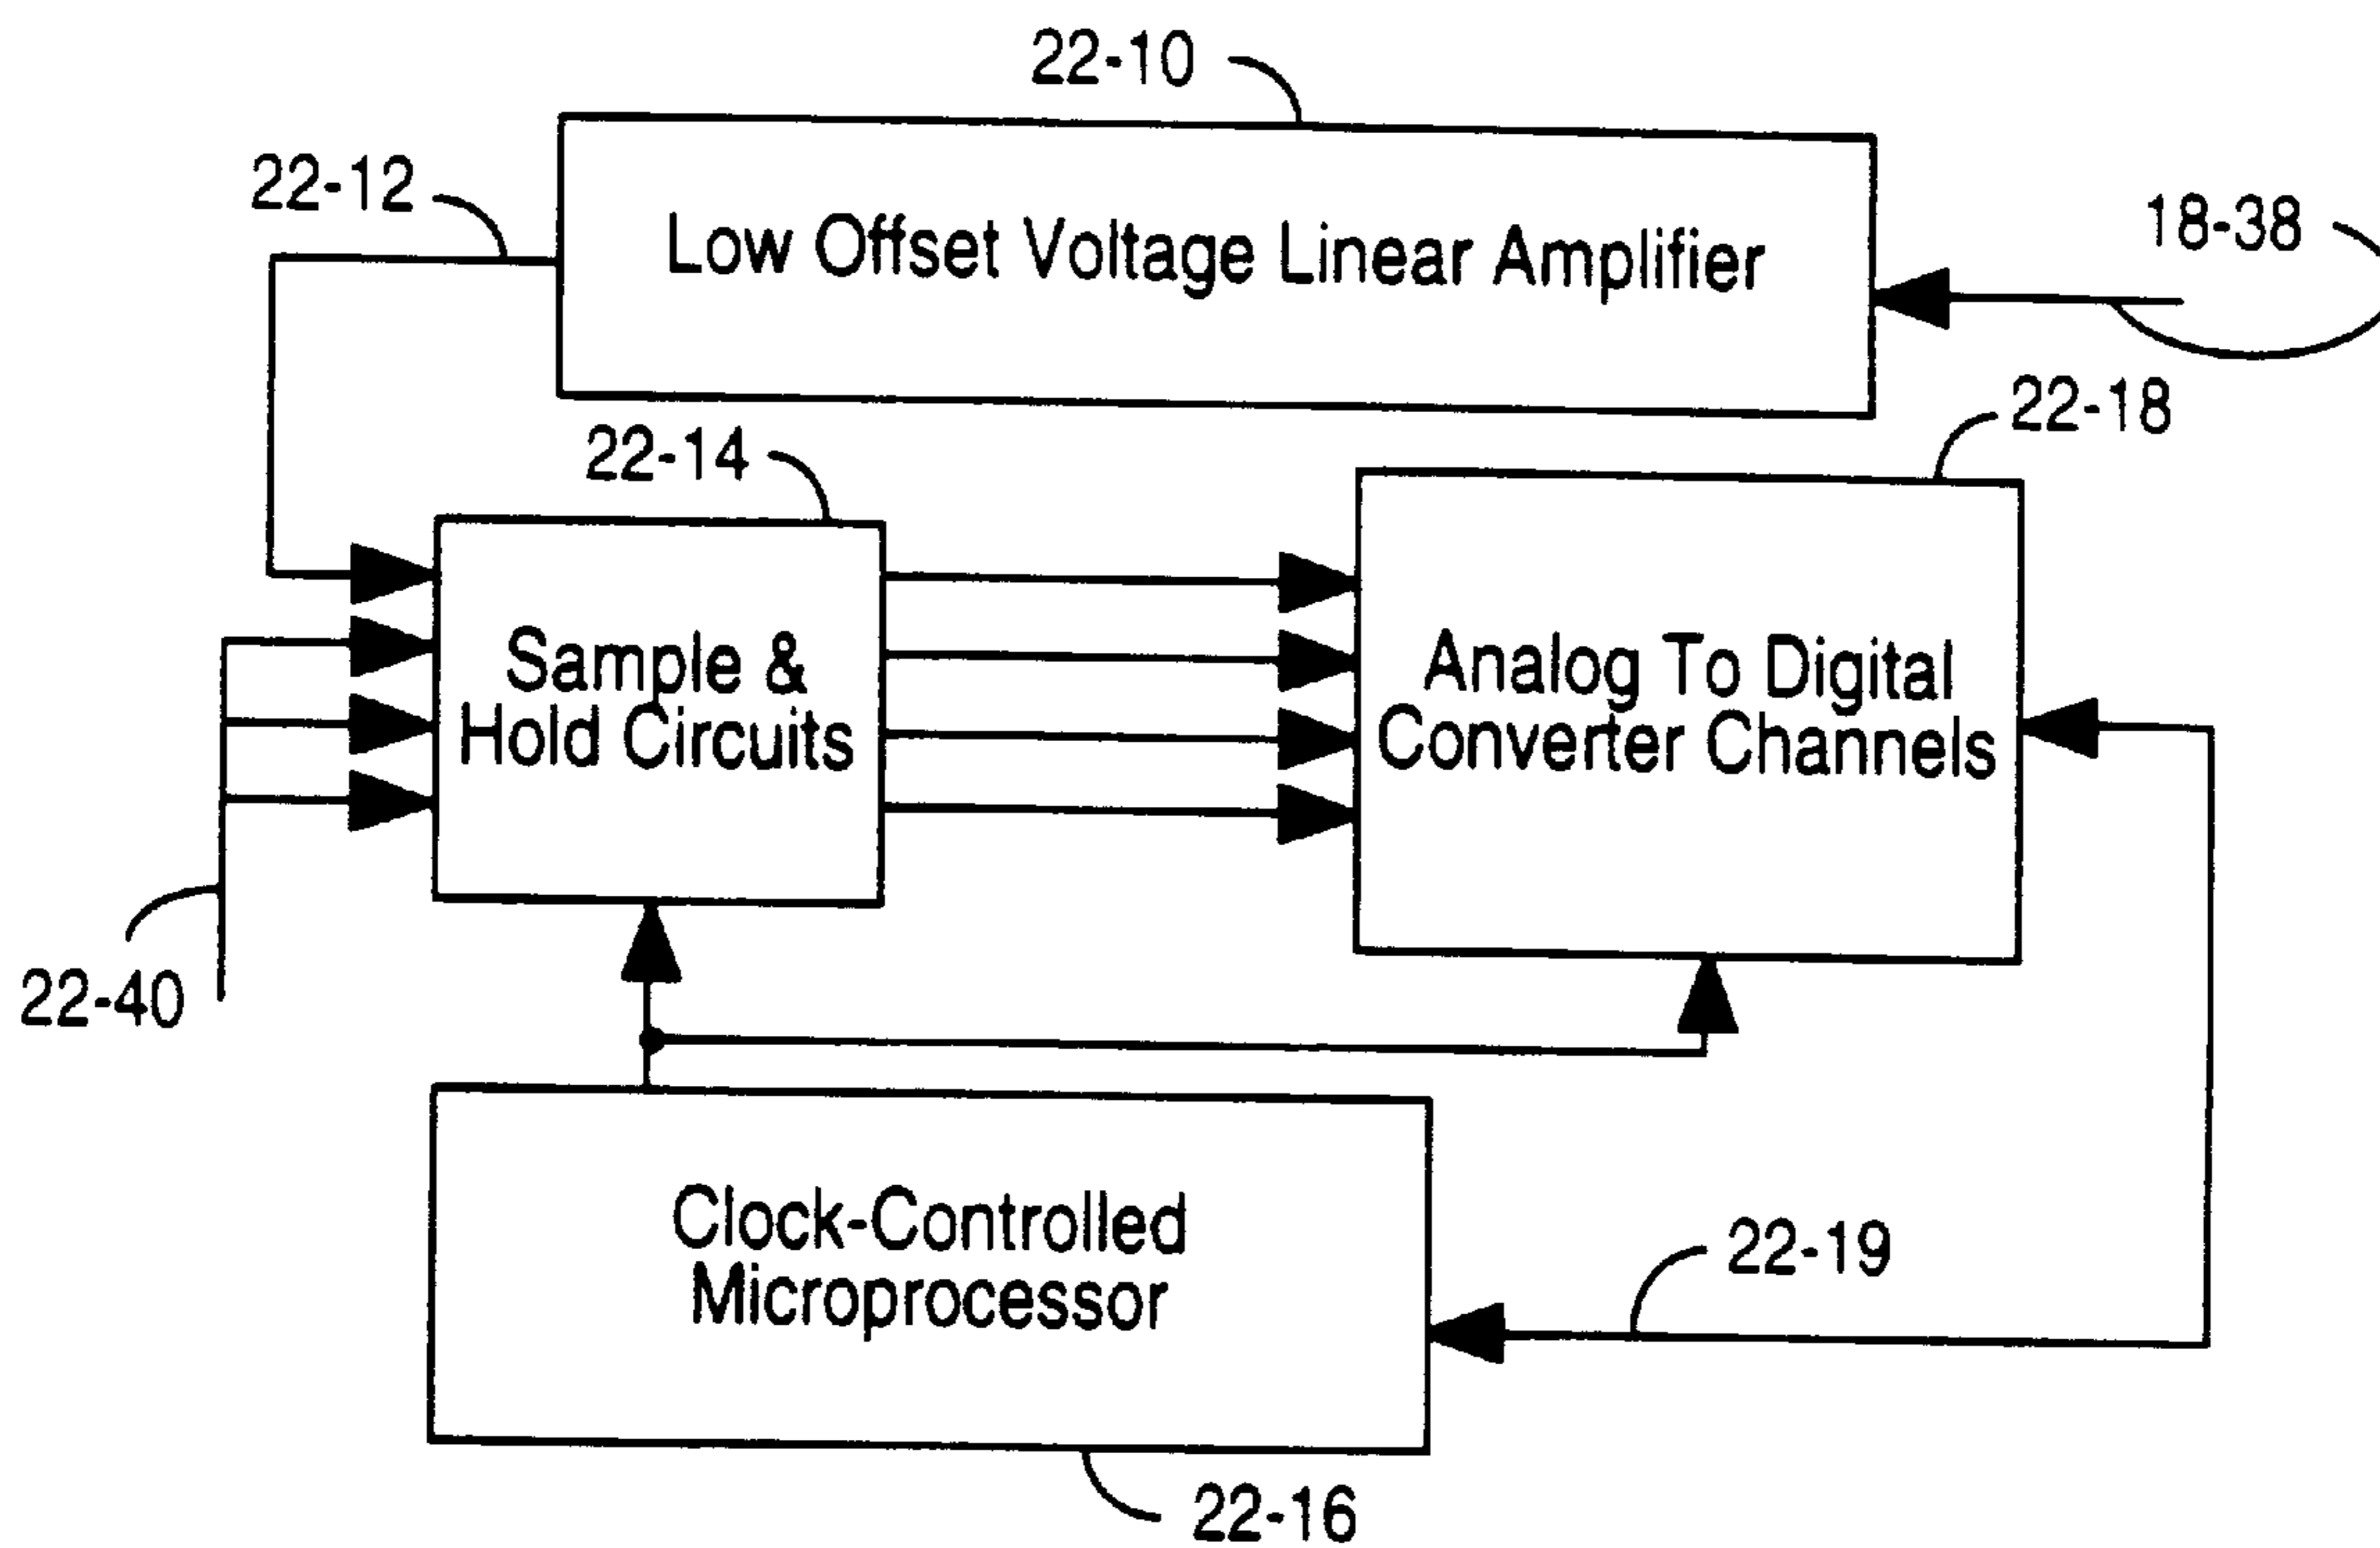 22-10
22-12
Low Offset Voltage Linear Amplifier
18-38
22-18
22-14
Sample &
Hold Circuits
Analog To Digital
Converter Channels
22-40
Clock-Controlled
Microprocessor
22-19
22-16